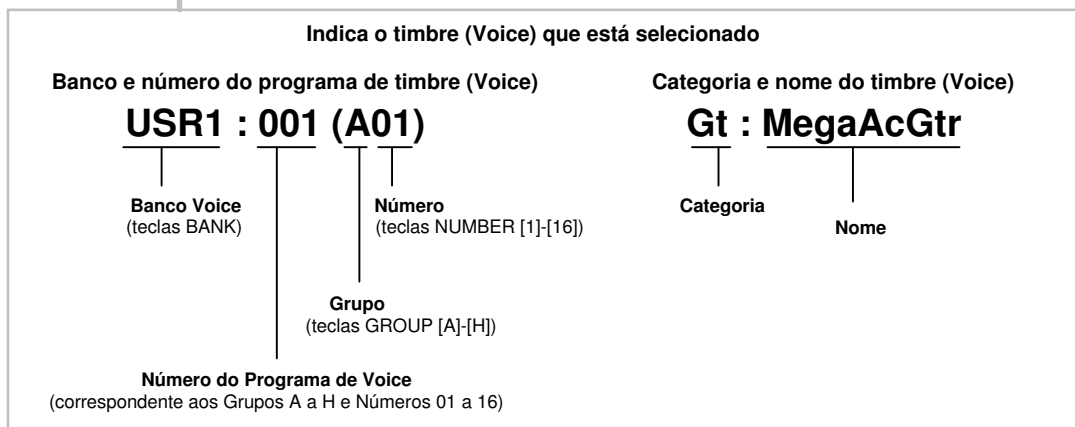 Indica o timbre (Voice) que está selecionado
Banco e número do programa de timbre (Voice)
USR1 : 001 (A01)
Banco Voice
(teclas BANK)
Número
(teclas NUMBER [1]-[16])
Grupo
(teclas GROUP [A]-[H])
Número do Programa de Voice
(correspondente aos Grupos A a H e Números 01 a 16)
Categoria e nome do timbre (Voice)
Gt : MegaAcGtr
Categoria
Nome